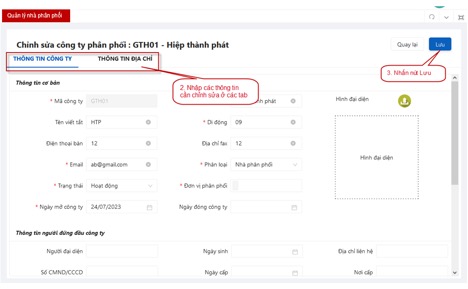 Quản lý nhà phân phối
Chỉnh sửa công ty phân phối : GTH01 - Hiệp thành phát
Quay lại
Lưu
THÔNG TIN CÔNG TY
THÔNG TIN ĐỊA CHỈ
3. Nhấn nút Lưu
2. Nhập các thông tin
cần chỉnh sửa ở các tab
Thông tin cơ bản
* Mã công ty
GTH01
nh phát
Hình đại diện
Tên viết tắt
HTP
* Di động
09
Điện thoại bàn
12
Địa chỉ fax
12
* Email
ab@gmail.com
* Phân loại
Nhà phân phối
Hình đại diện
* Trạng thái
Hoạt động
* Đơn vị phân phối
* Ngày mở công ty
24/07/2023
Ngày đóng công ty
Thông tin người đứng đầu công ty
Người đại diện
Ngày sinh
Địa chỉ liên hệ
Số CMND/CCCD
Ngày cấp
Nơi cấp